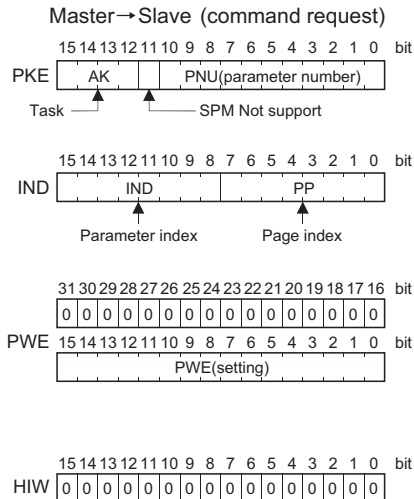 Master→Slave (command request)
15 14 13 12 11 10 9 8 7 6 5 4 3 2 1 0 bit
PKE AK PNU(parameter number)
Task SPM Not support
15 14 13 12 11 10 9 8 7 6 5 4 3 2 1 0 bit
IND IND PP
Parameter index Page index
31 30 29 28 27 26 25 24 23 22 21 20 19 18 17 16 bit
0 0 0 0 0 0 0 0 0 0 0 0 0 0 0 0
PWE 15 14 13 12 11 10 9 8 7 6 5 4 3 2 1 0 bit
PWE(setting)
15 14 13 12 11 10 9 8 7 6 5 4 3 2 1 0 bit
HIW 0 0 0 0 0 0 0 0 0 0 0 0 0 0 0 0